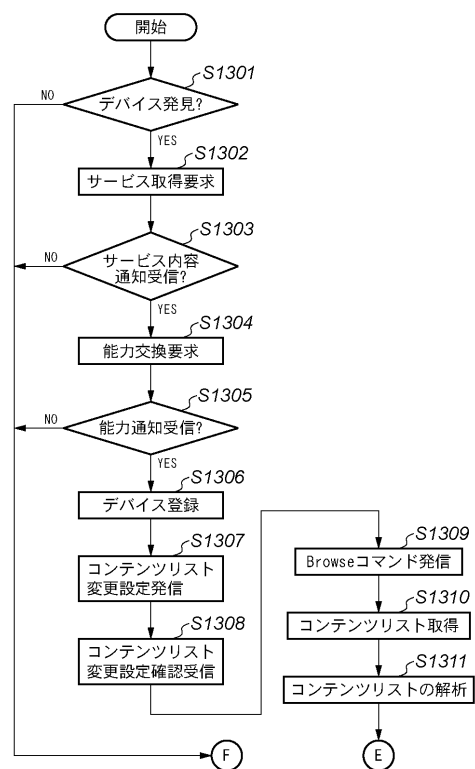 開始
S1301
NO
デバイス発見?
YES
S1302
サービス取得要求
S1303
NO
サービス内容
通知受信?
YES
S1304
能力交換要求
S1305
NO
能力通知受信?
YES
S1306
デバイス登録
S1307
コンテンツリスト
変更設定発信
S1308
コンテンツリスト
変更設定確認受信
S1309
Browseコマンド発信
S1310
コンテンツリスト取得
S1311
コンテンツリストの解析
F
E